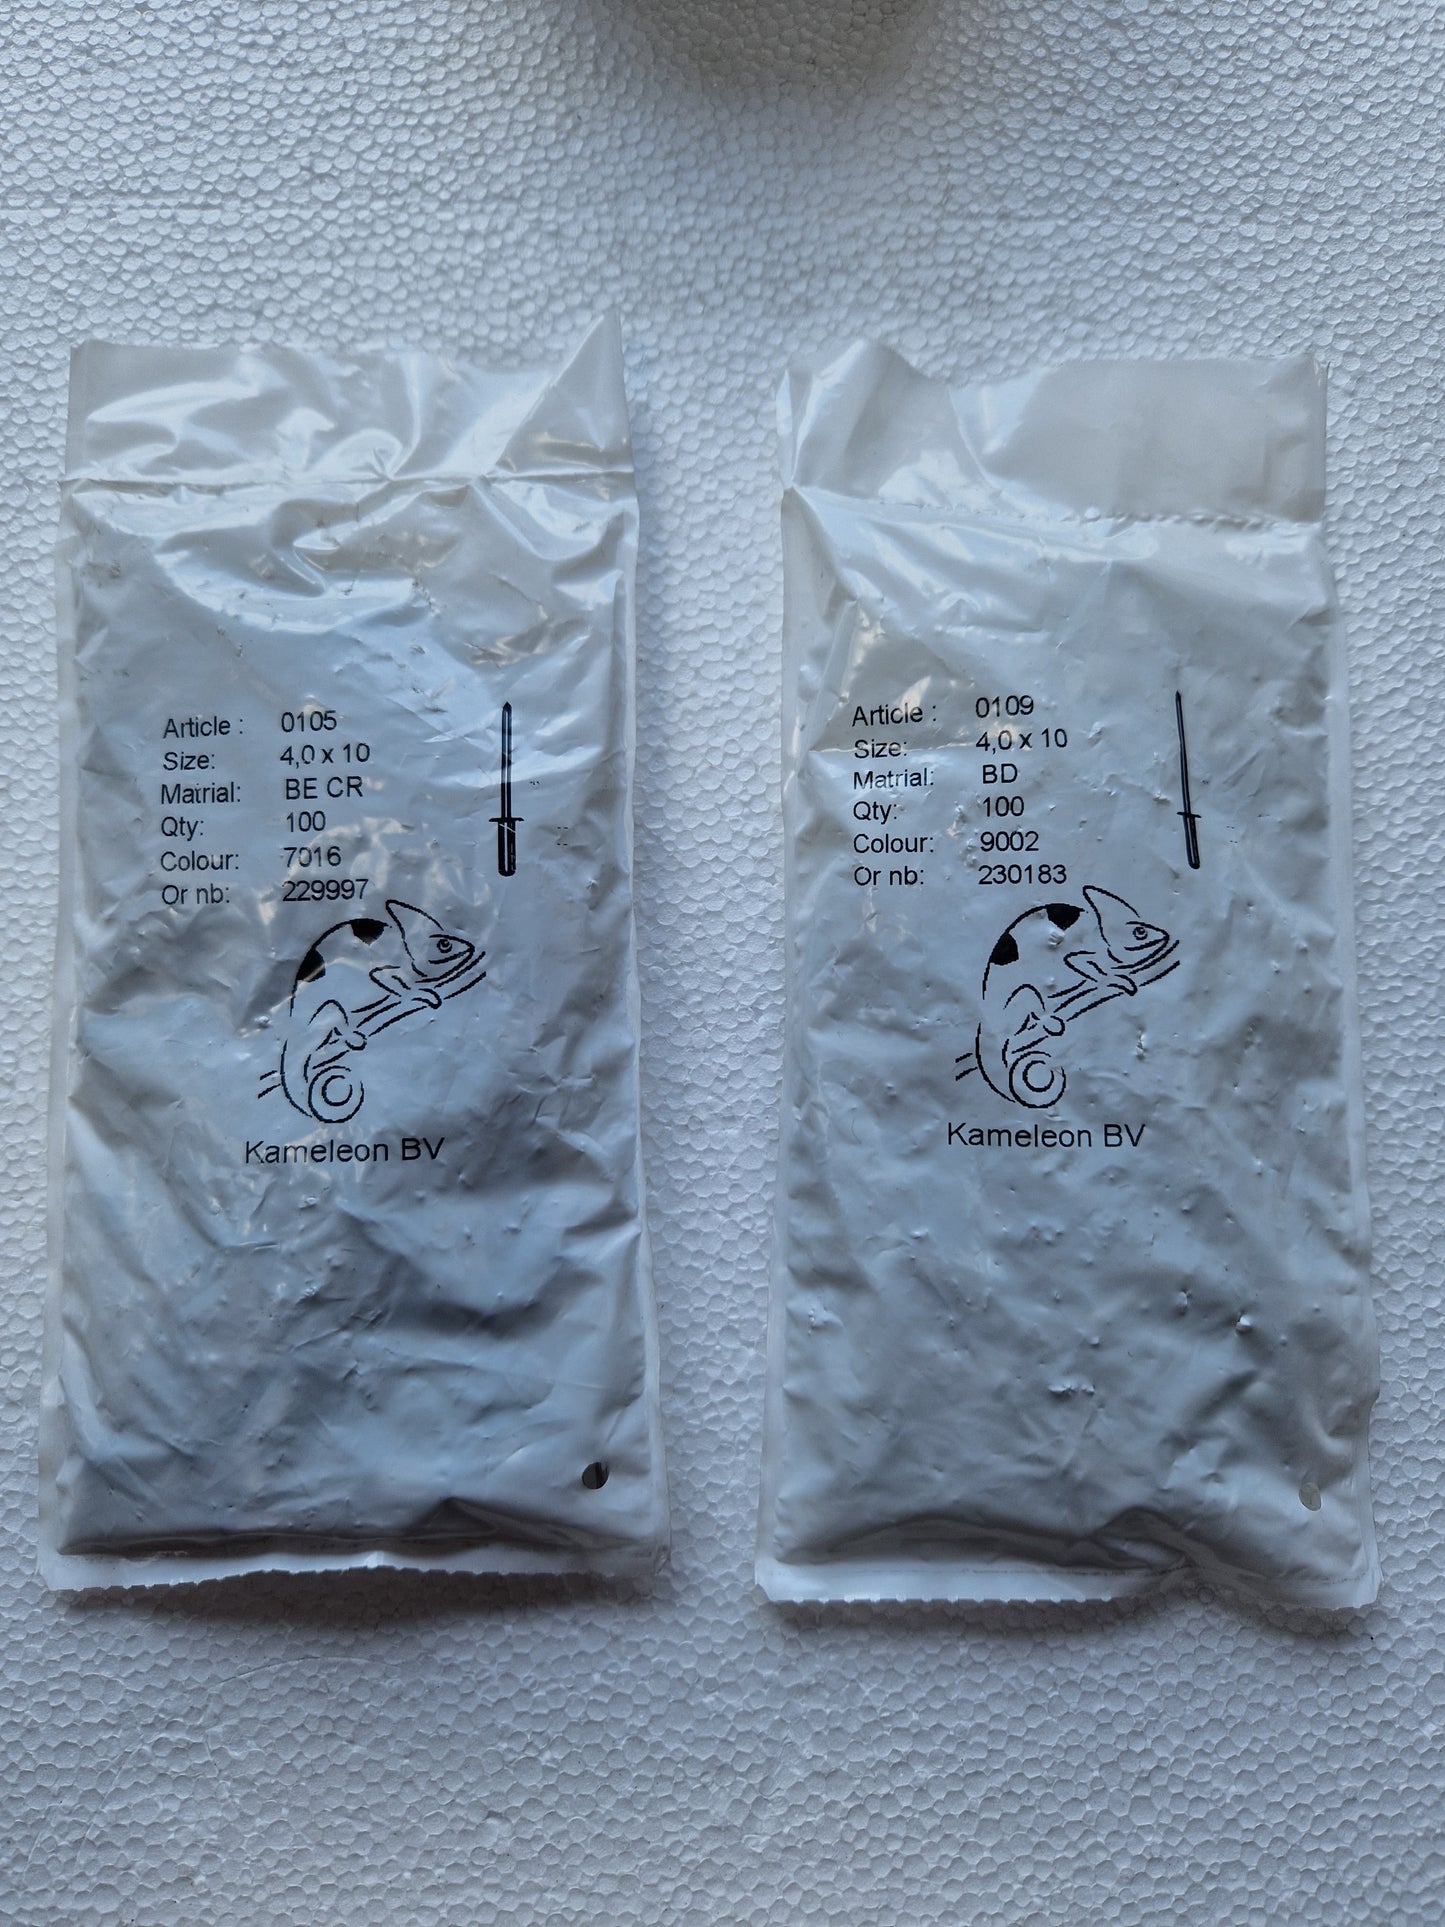 Article : 0105
Size: 4,0 x 10
Matrial: BE CR
Qty: 100
Colour: 7016
Or nb: 229997
Kameleon BV
Article : 0109
Size: 4,0 x 10
Matrial: BD
Qty: 100
Colour: 9002
Or nb: 230183
Kameleon BV